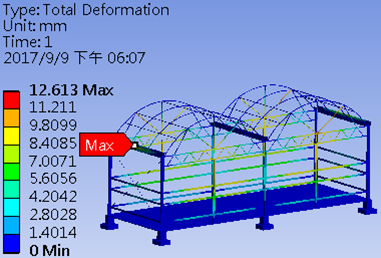 Type: Total Deformation
Unit: mm
Time: 1
2017/9/9 下午 06:07
12.613 Max
11.211
9.8099
8.4085
7.0071
5.6056
4.2042
2.8028
1.4014
0 Min
Max